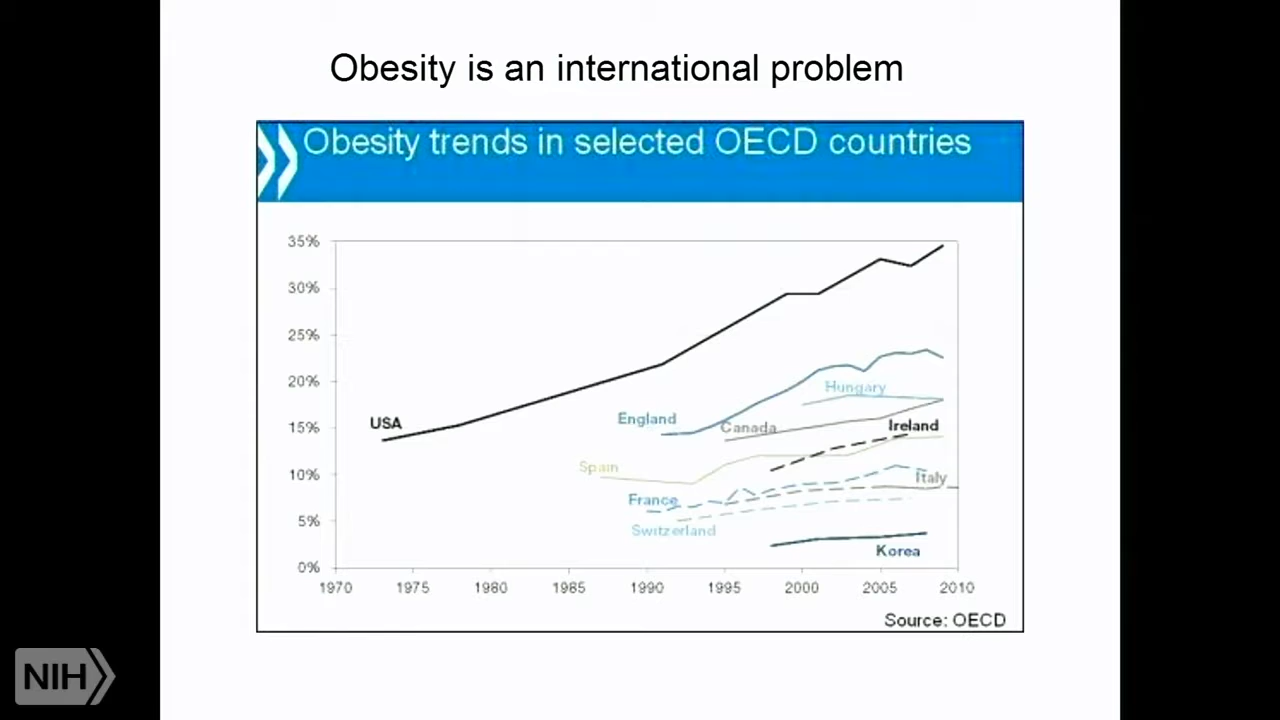 Obesity is an international problem
Obesity trends in selected OECD countries
35%
30%
25%
20%
15%
10%
5%
0%
USA
England
Hungary
Canada
Ireland
Spain
Italy
France
Switzerland
Korea
1970 1975 1980 1985 1990 1995 2000 2005 2010
Source: OECD
NIH